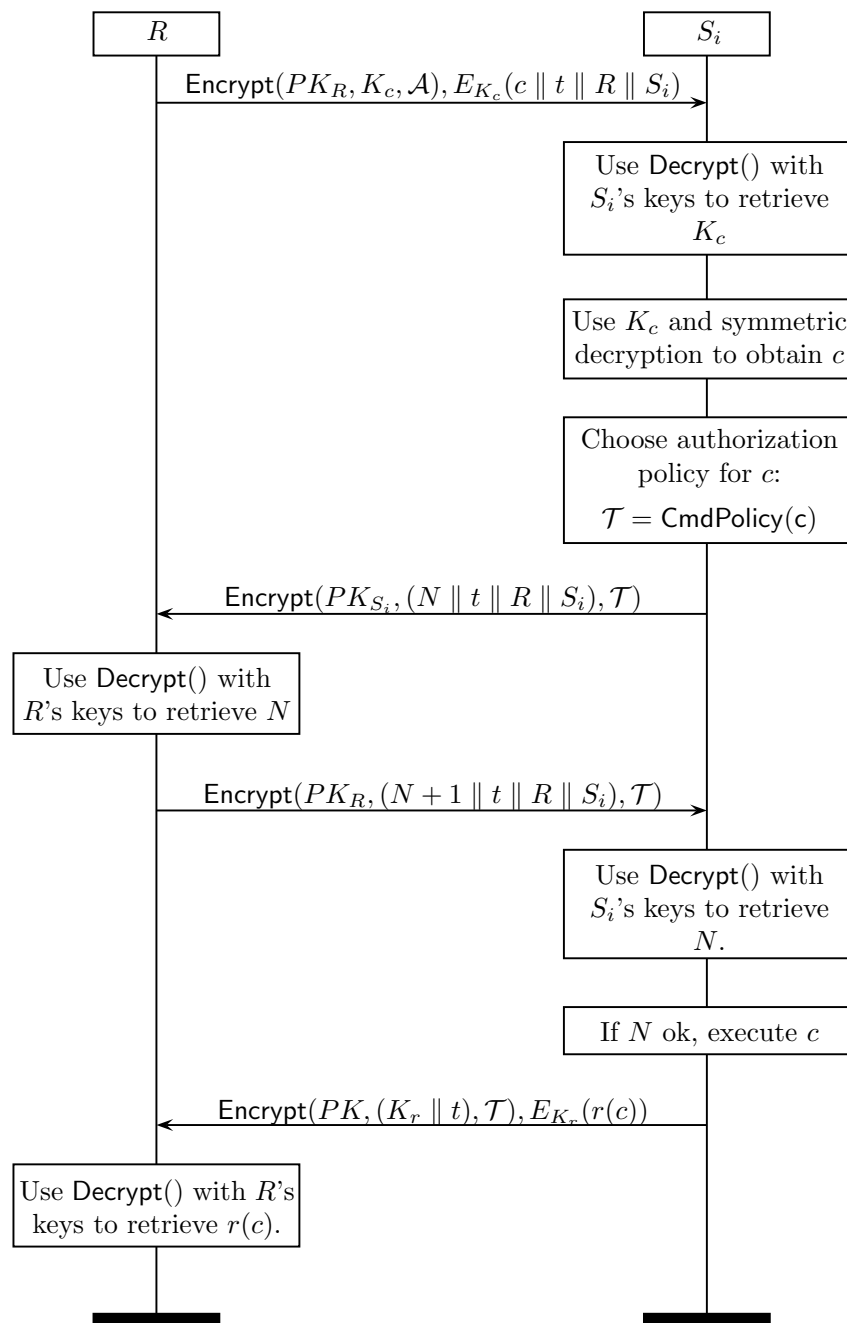 R
S_i
Encrypt(PK_R, K_c, 𝒜), E_{K_c}(c ∥ t ∥ R ∥ S_i)
Use Decrypt() with
S_i's keys to retrieve
K_c
Use K_c and symmetric
decryption to obtain c
Choose authorization
policy for c:
𝒯 = CmdPolicy(c)
Encrypt(PK_{S_i}, (N ∥ t ∥ R ∥ S_i), 𝒯)
Use Decrypt() with
R's keys to retrieve N
Encrypt(PK_R, (N + 1 ∥ t ∥ R ∥ S_i), 𝒯)
Use Decrypt() with
S_i's keys to retrieve
N.
If N ok, execute c
Encrypt(PK, (K_r ∥ t), 𝒯), E_{K_r}(r(c))
Use Decrypt() with R's
keys to retrieve r(c).